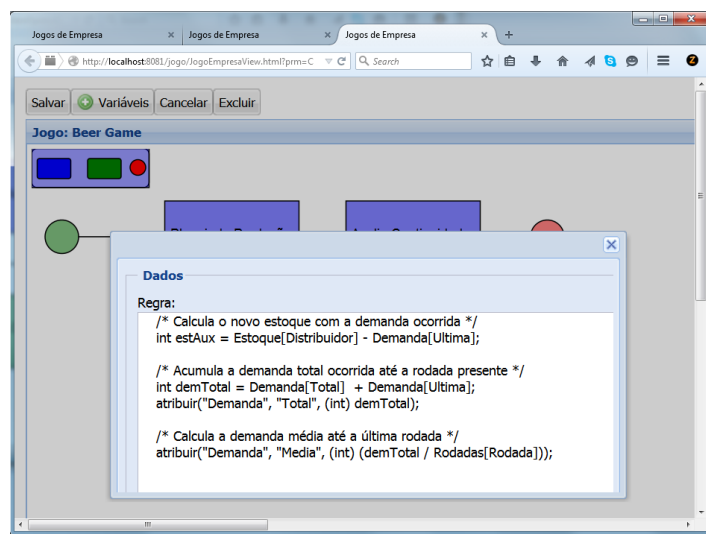 Jogos de Empresa × Jogos de Empresa × Jogos de Empresa × +
http://localhost:8081/jogo/JogoEmpresaView.html?prm=C Search
Salvar Variáveis Cancelar Excluir
Jogo: Beer Game
Dados
Regra:
/* Calcula o novo estoque com a demanda ocorrida */
int estAux = Estoque[Distribuidor] - Demanda[Ultima];
/* Acumula a demanda total ocorrida até a rodada presente */
int demTotal = Demanda[Total] + Demanda[Ultima];
atribuir("Demanda", "Total", (int) demTotal);
/* Calcula a demanda média até a última rodada */
atribuir("Demanda", "Media", (int) (demTotal / Rodadas[Rodada]));